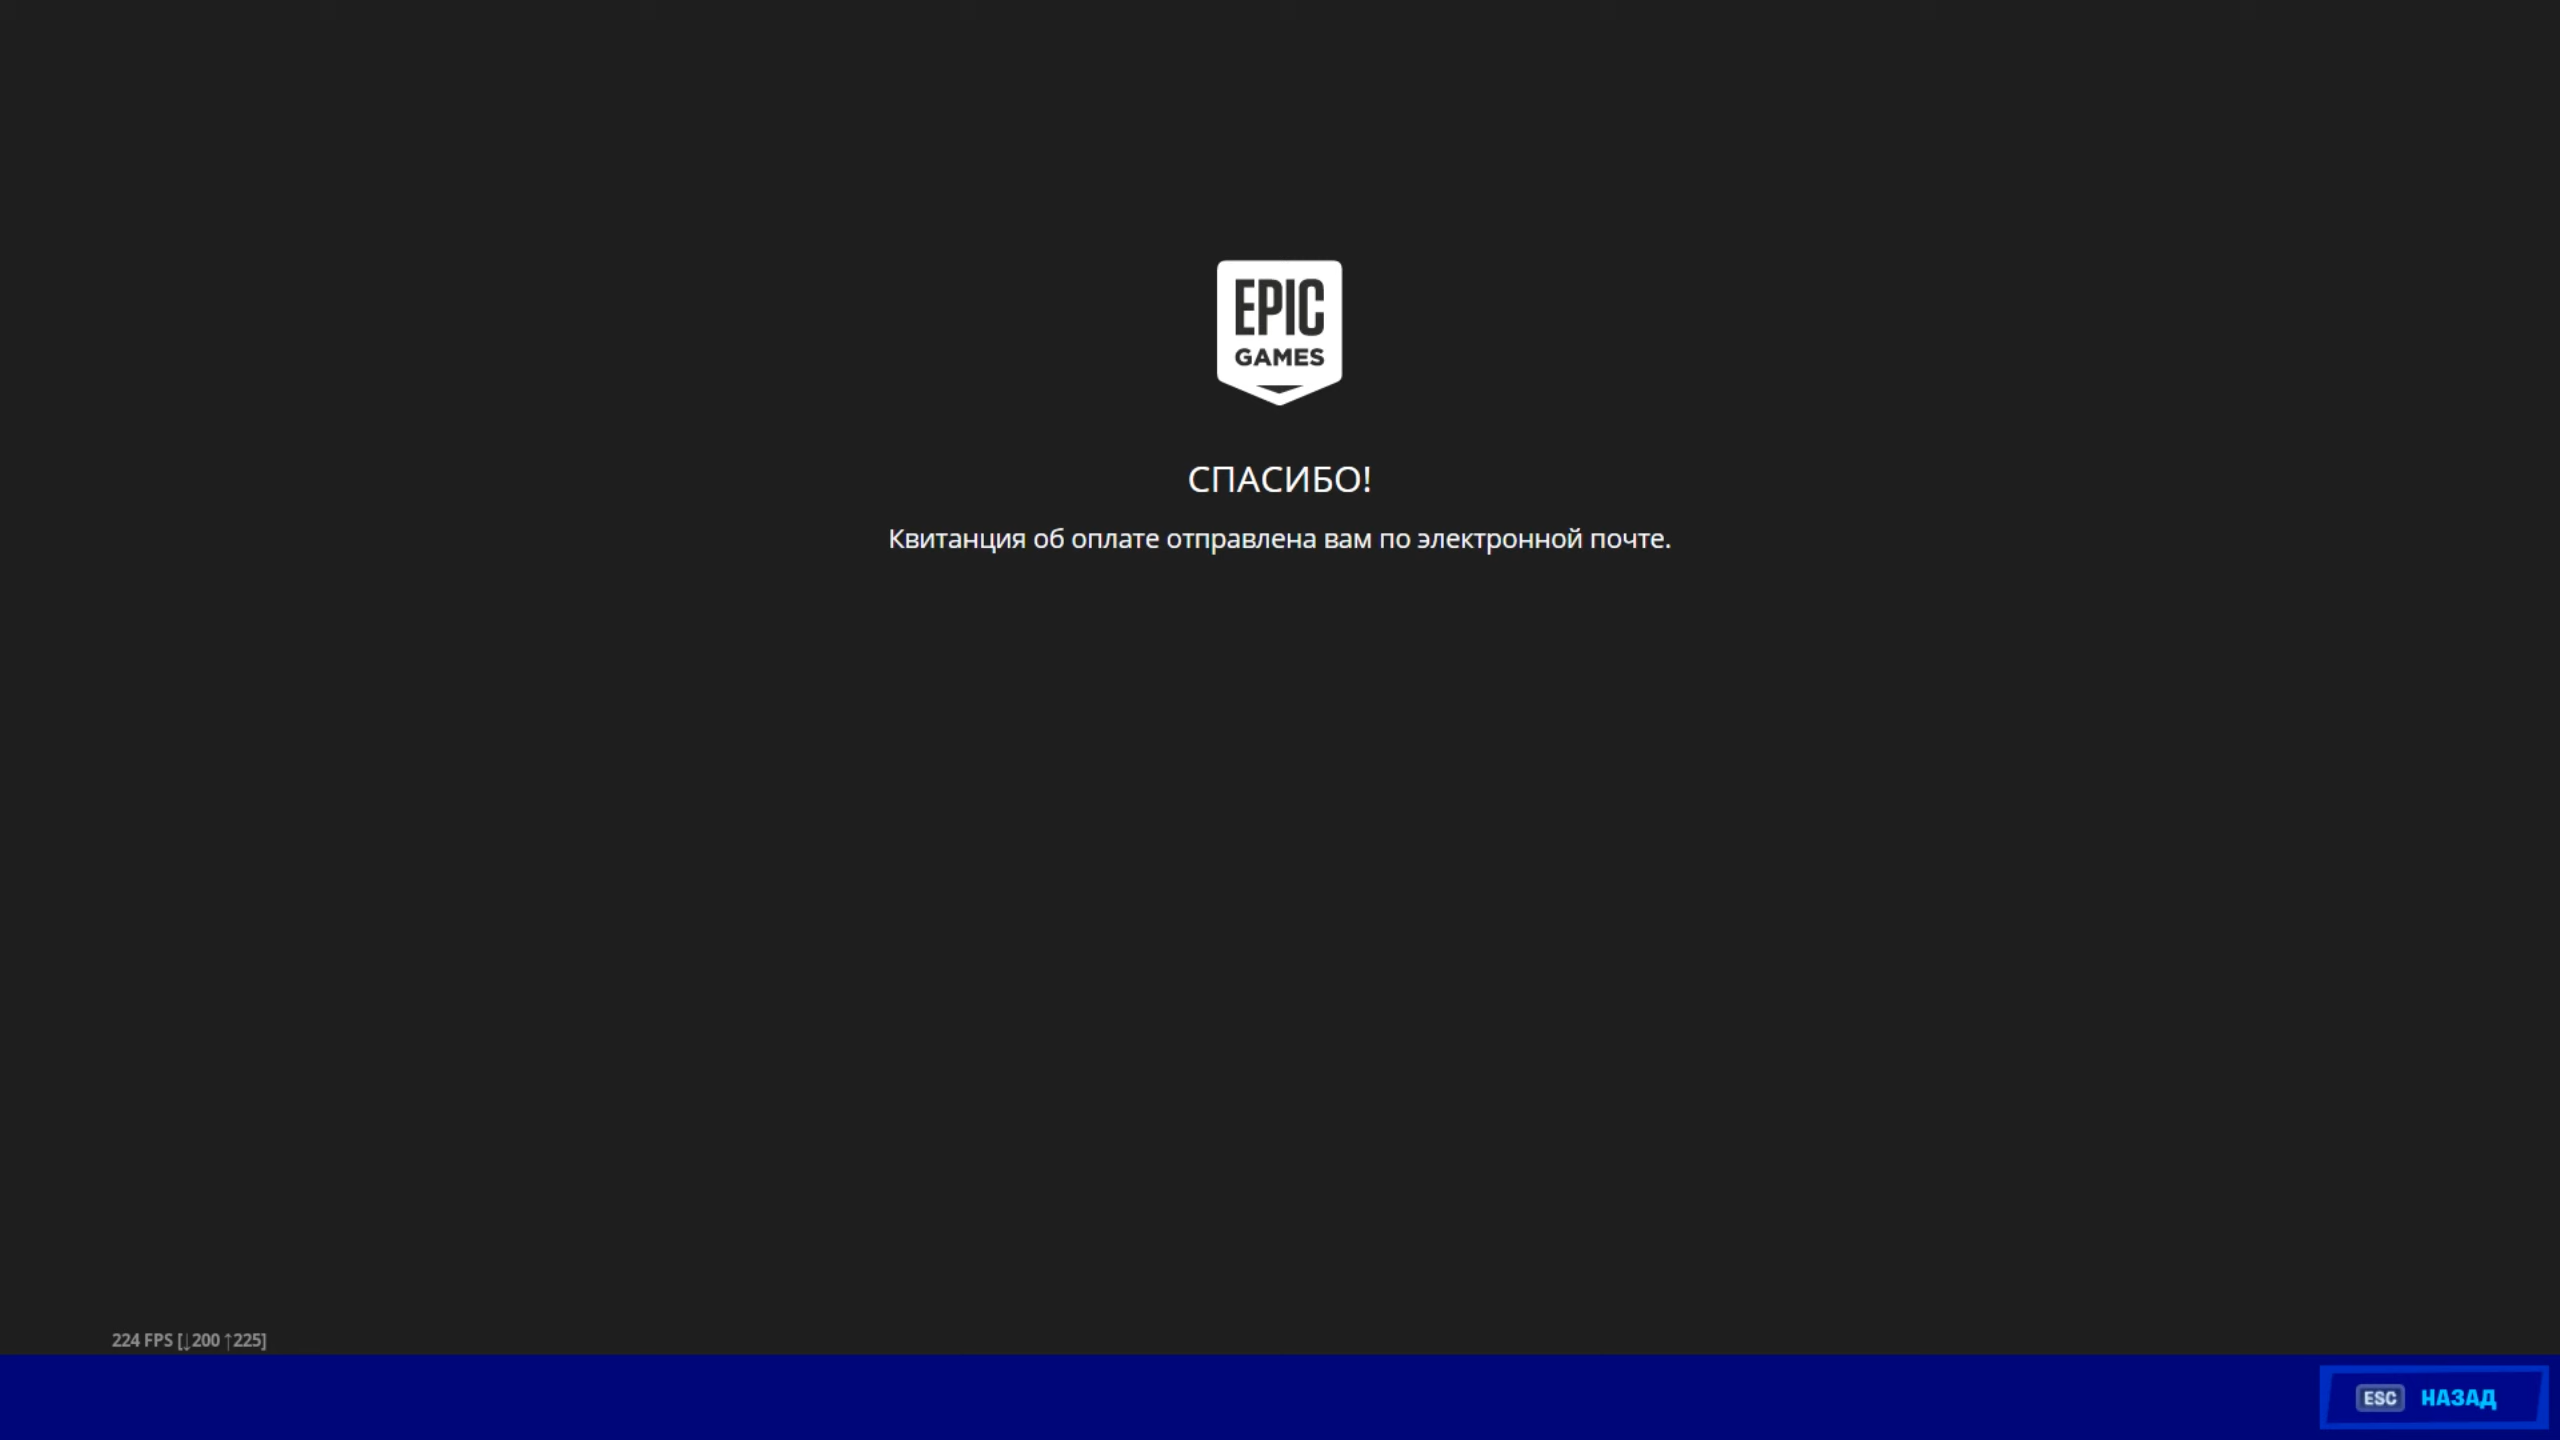 EPIC
GAMES
СПАСИБО!
Квитанция об оплате отправлена вам по электронной почте.
224 FPS [↓200 ↑225]
ESC НАЗАД